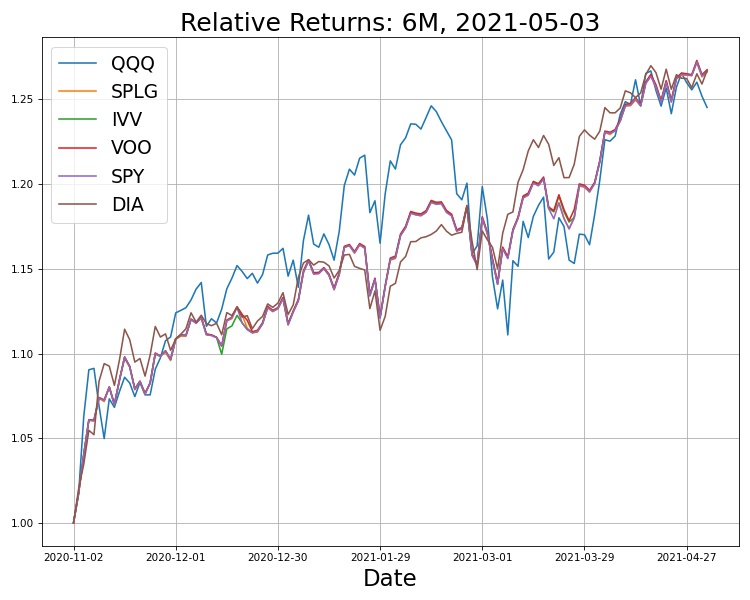 Relative Returns: 6M, 2021-05-03
QQQ
SPLG
IVV
VOO
SPY
DIA
1.25
1.20
1.15
1.10
1.05
1.00
2020-11-02 2020-12-01 2020-12-30 2021-01-29 2021-03-01 2021-03-29 2021-04-27
Date